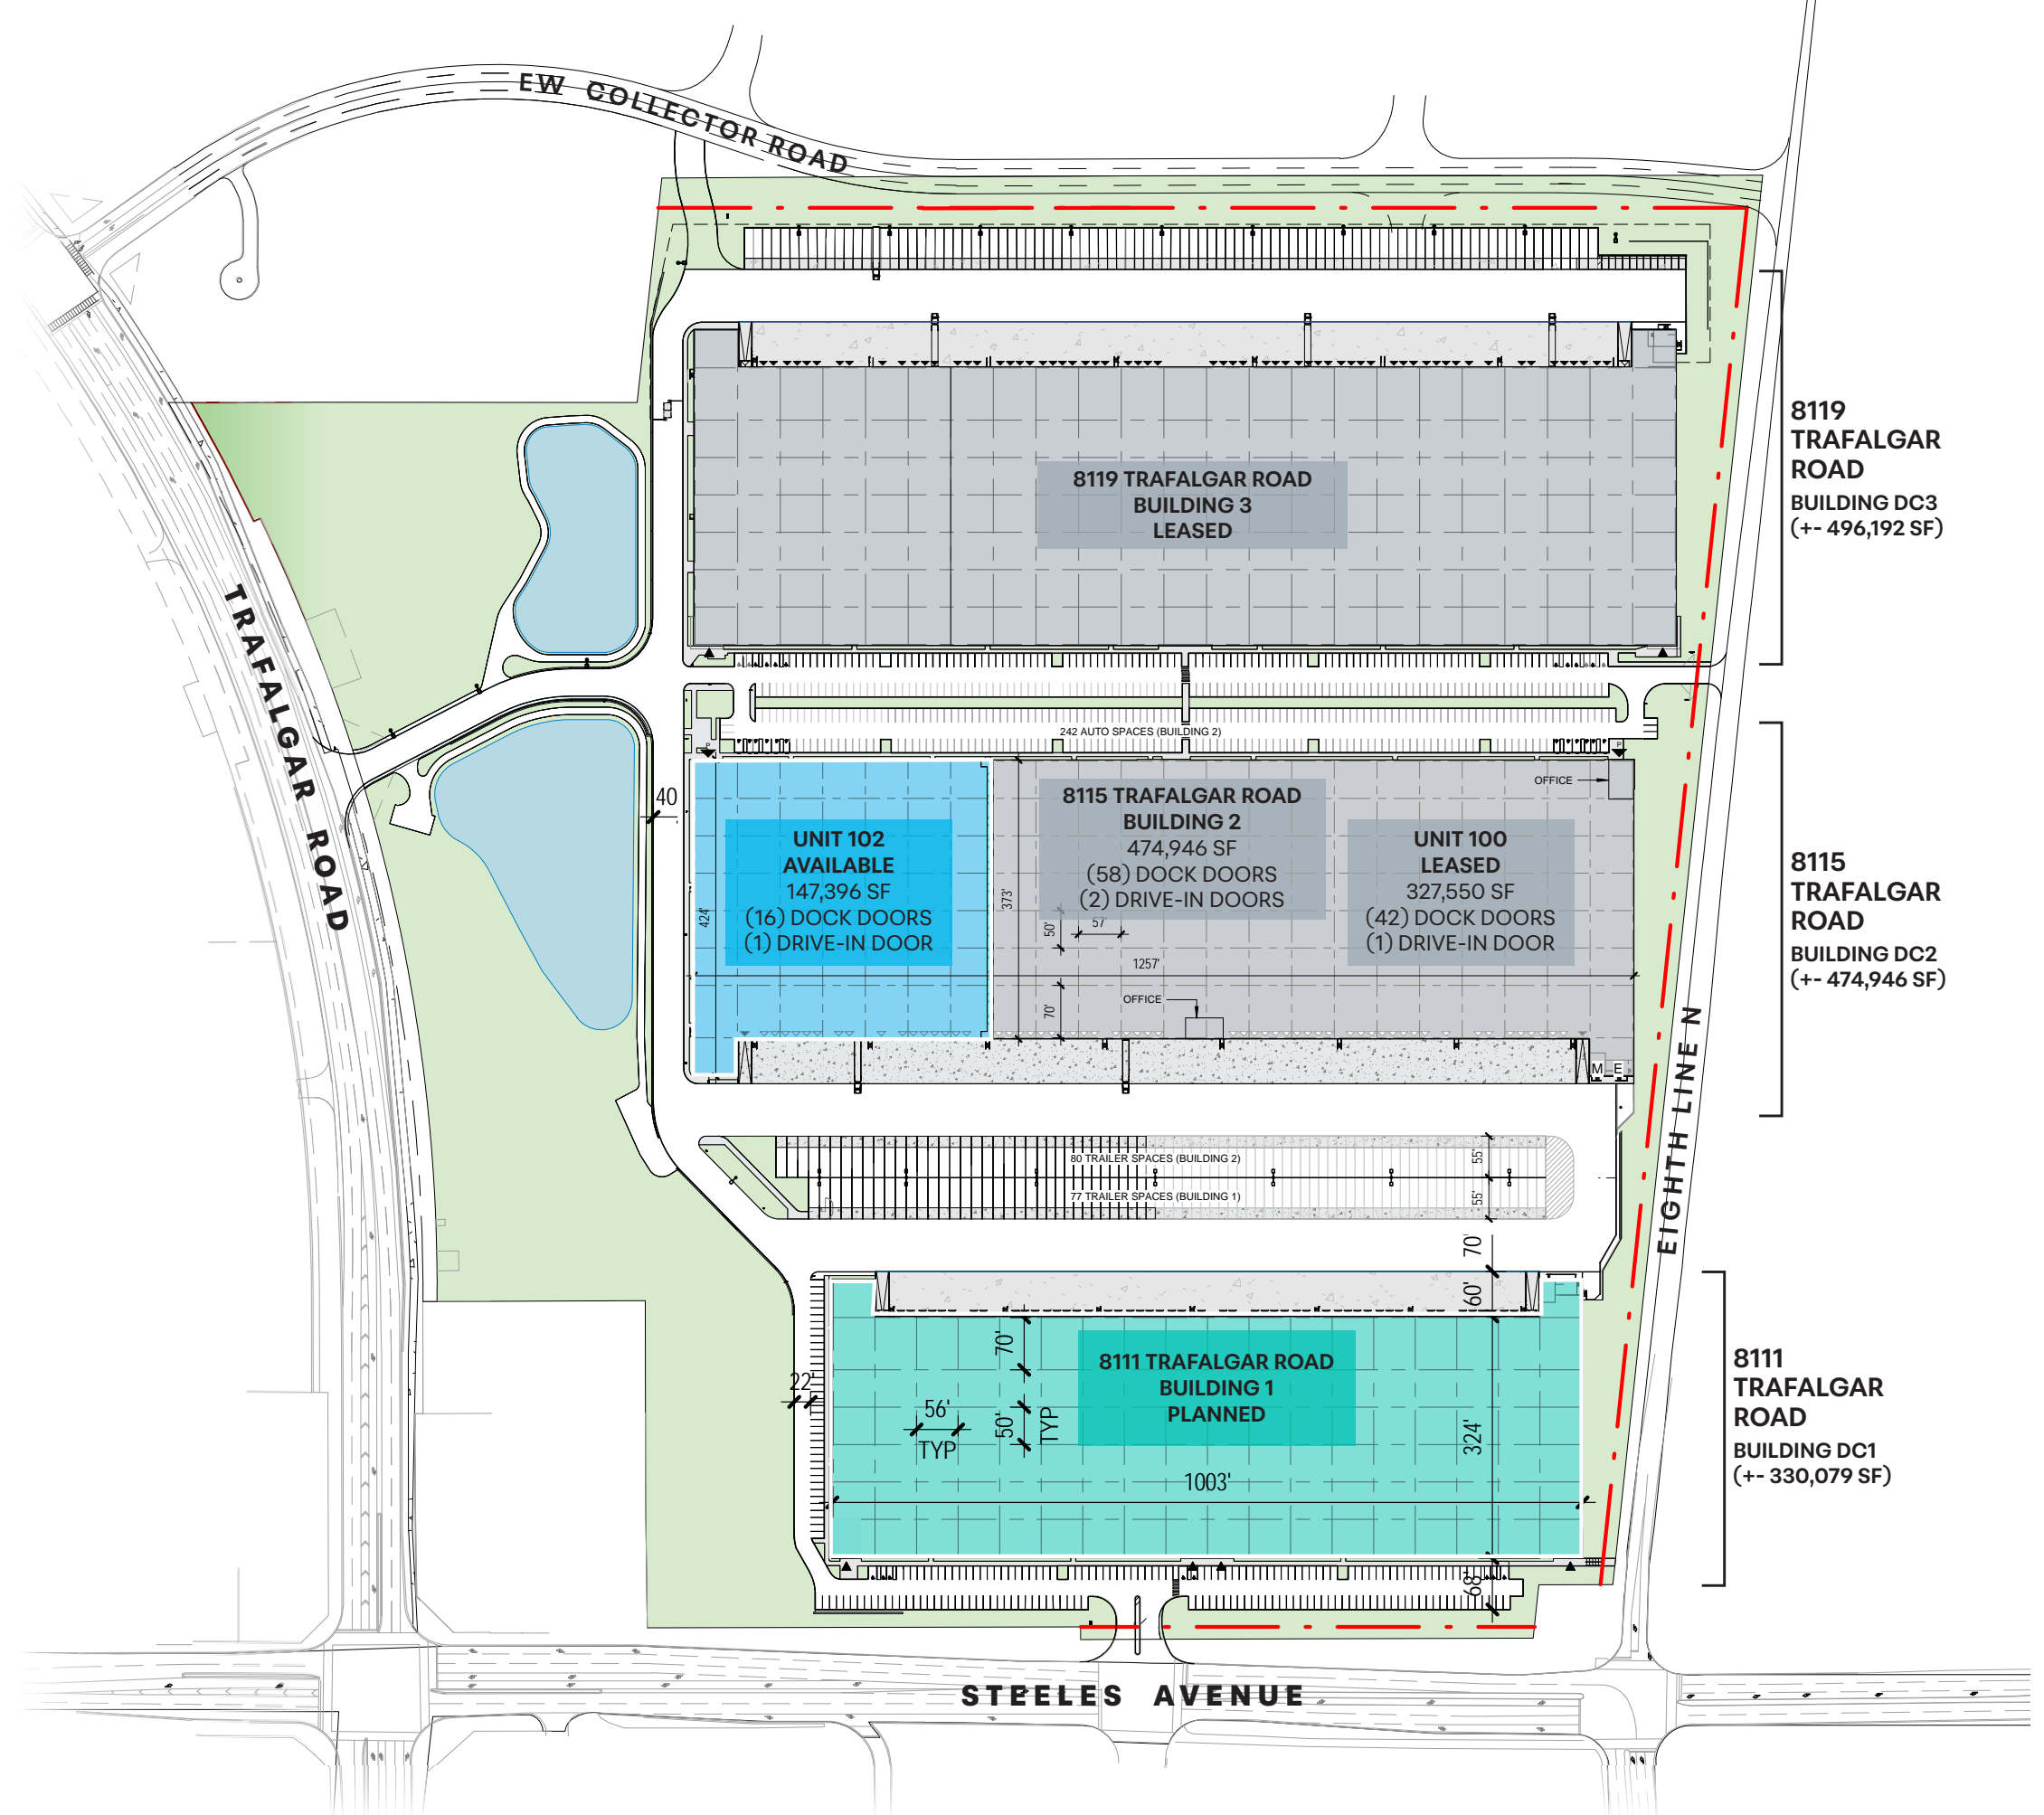 EW COLLECTOR ROAD
8119 TRAFALGAR ROAD
BUILDING 3
LEASED
8119
TRAFALGAR
ROAD
BUILDING DC3
(+- 496,192 SF)
TRAFALGAR ROAD
242 AUTO SPACES (BUILDING 2)
40
UNIT 102
AVAILABLE
147,396 SF
(16) DOCK DOORS
(1) DRIVE-IN DOOR
424'
373'
8115 TRAFALGAR ROAD
BUILDING 2
474,946 SF
(58) DOCK DOORS
(2) DRIVE-IN DOORS
50'
57'
1257'
70'
OFFICE
OFFICE
UNIT 100
LEASED
327,550 SF
(42) DOCK DOORS
(1) DRIVE-IN DOOR
M E
8115
TRAFALGAR
ROAD
BUILDING DC2
(+- 474,946 SF)
EIGHTH LINE N
80 TRAILER SPACES (BUILDING 2)
77 TRAILER SPACES (BUILDING 1)
55'
55'
70'
60'
22'
70'
56'
TYP
50'
TYP
8111 TRAFALGAR ROAD
BUILDING 1
PLANNED
324'
1003'
68'
8111
TRAFALGAR
ROAD
BUILDING DC1
(+- 330,079 SF)
STEELES AVENUE